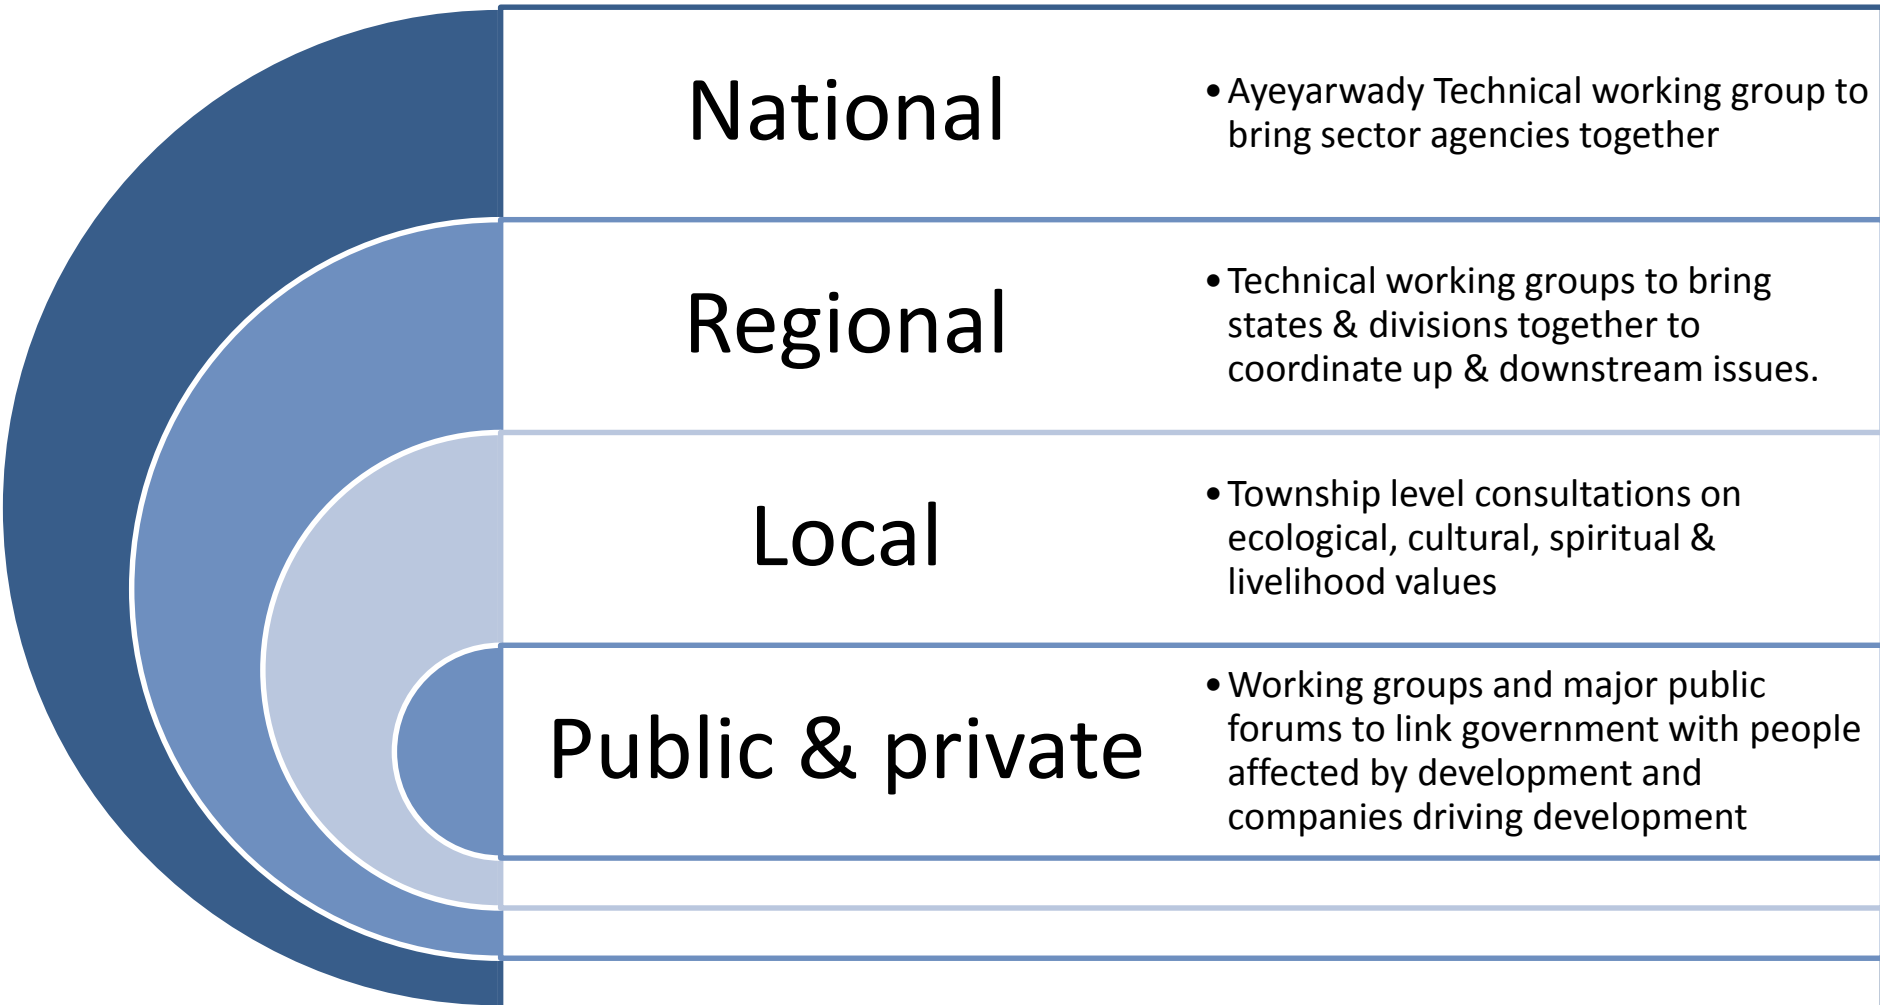 National
•Ayeyarwady Technical working group to
bring sector agencies together
Regional
•Technical working groups to bring
states & divisions together to
coordinate up & downstream issues.
Local
•Township level consultations on
ecological, cultural, spiritual &
livelihood values
Public & private
•Working groups and major public
forums to link government with people
affected by development and
companies driving development